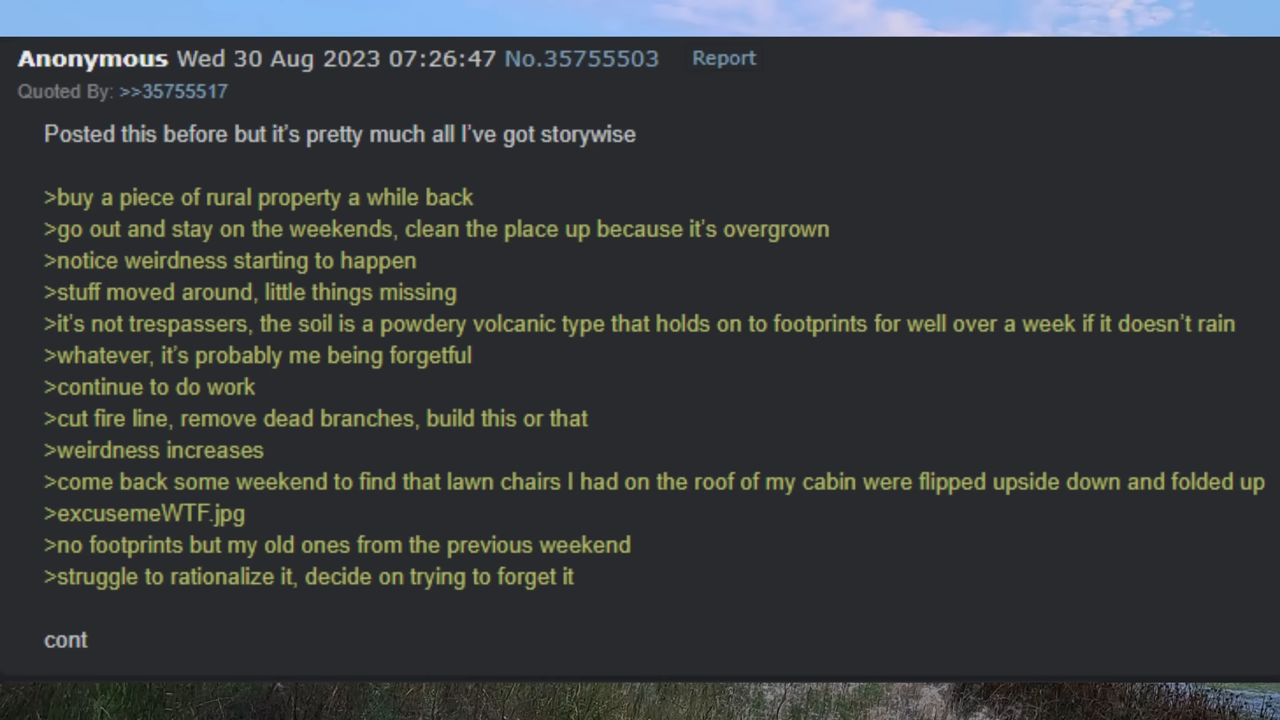 Anonymous Wed 30 Aug 2023 07:26:47 No.35755503 Report
Quoted By: >>35755517
Posted this before but it’s pretty much all I’ve got storywise
>buy a piece of rural property a while back
>go out and stay on the weekends, clean the place up because it’s overgrown
>notice weirdness starting to happen
>stuff moved around, little things missing
>it’s not trespassers, the soil is a powdery volcanic type that holds on to footprints for well over a week if it doesn’t rain
>whatever, it’s probably me being forgetful
>continue to do work
>cut fire line, remove dead branches, build this or that
>weirdness increases
>come back some weekend to find that lawn chairs I had on the roof of my cabin were flipped upside down and folded up
>excusemeWTF.jpg
>no footprints but my old ones from the previous weekend
>struggle to rationalize it, decide on trying to forget it
cont